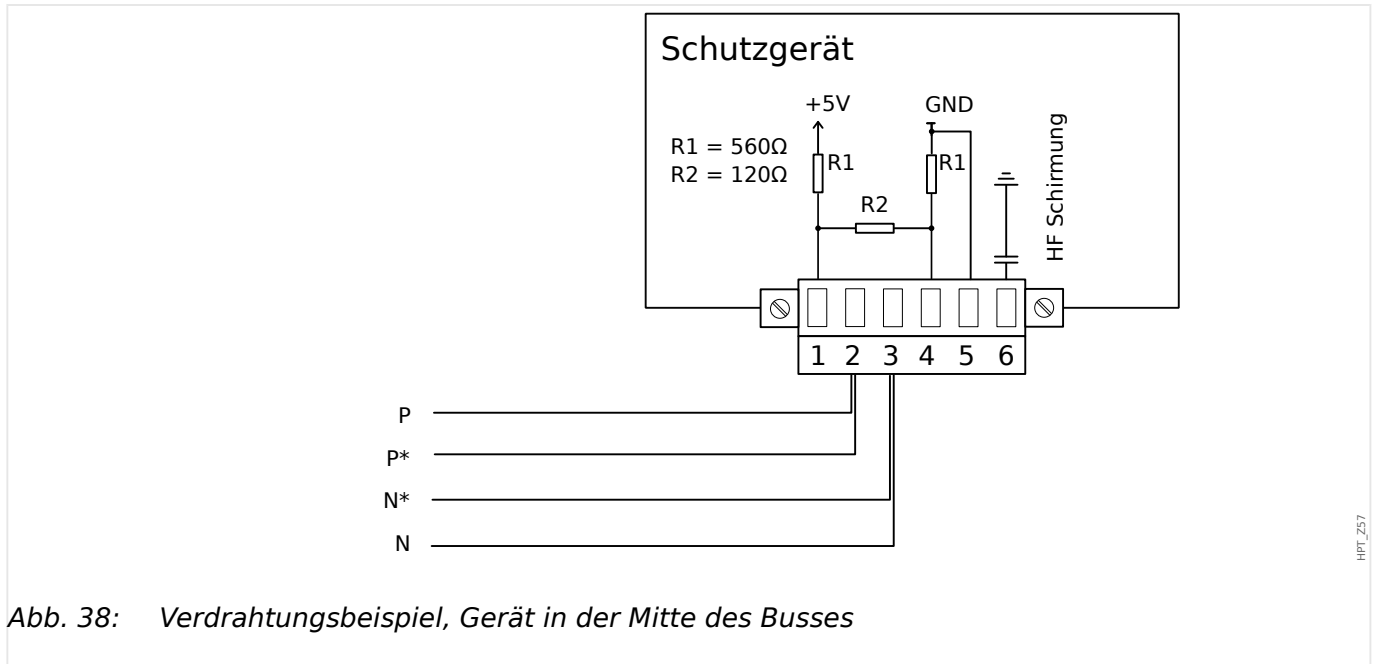 Schutzgerät
+5V
GND
R1 = 560Ω
R2 = 120Ω
R1
R1
R2
HF Schirmung
1 2 3 4 5 6
P
P*
N*
N
HPT_Z57
Abb. 38: Verdrahtungsbeispiel, Gerät in der Mitte des Busses